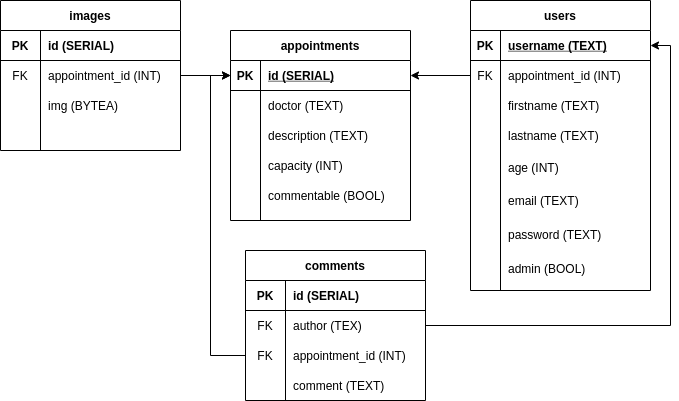 images
PK id (SERIAL)
FK appointment_id (INT)
img (BYTEA)
appointments
PK id (SERIAL)
doctor (TEXT)
description (TEXT)
capacity (INT)
commentable (BOOL)
users
PK username (TEXT)
FK appointment_id (INT)
firstname (TEXT)
lastname (TEXT)
age (INT)
email (TEXT)
password (TEXT)
admin (BOOL)
comments
PK id (SERIAL)
FK author (TEX)
FK appointment_id (INT)
comment (TEXT)